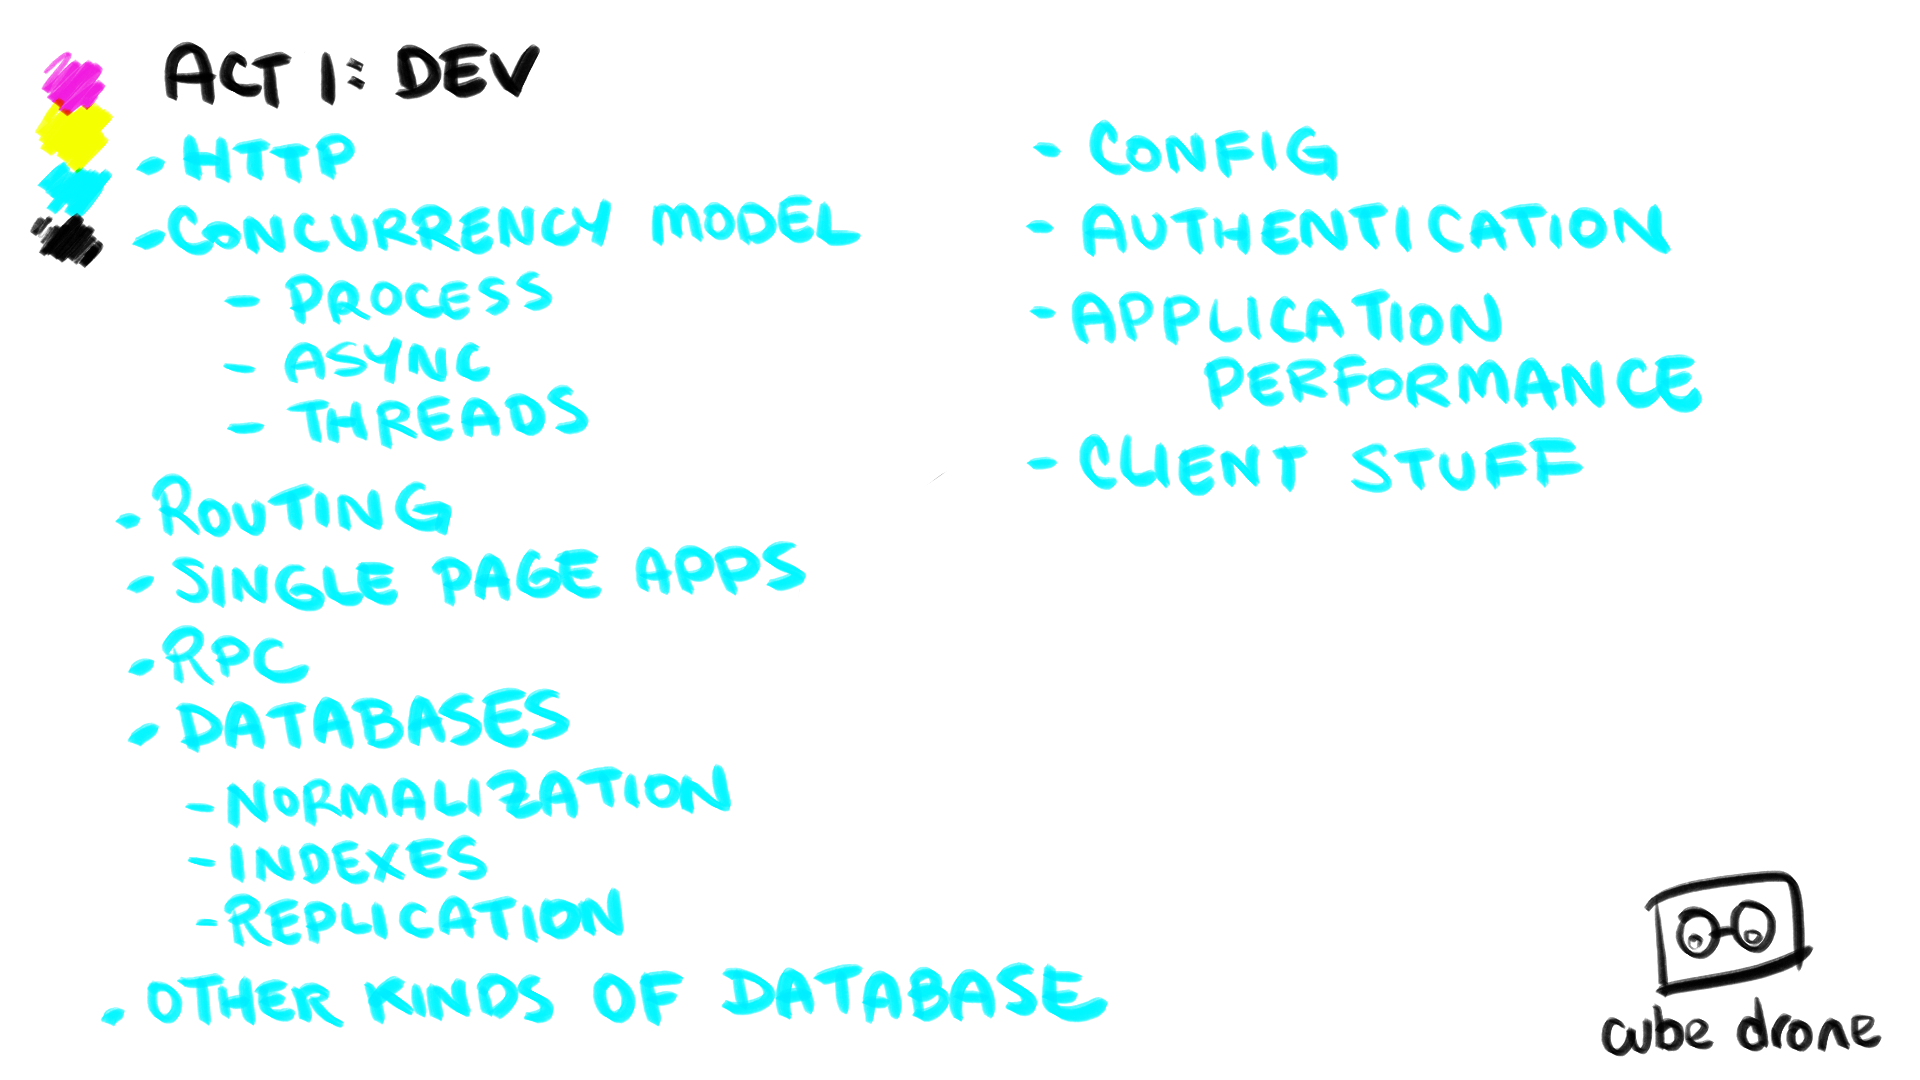 ACT 1: DEV
- HTTP
- CONCURRENCY MODEL
- PROCESS
- ASYNC
- THREADS
- ROUTING
- SINGLE PAGE APPS
- RPC
- DATABASES
- NORMALIZATION
- INDEXES
- REPLICATION
- OTHER KINDS OF DATABASE
- CONFIG
- AUTHENTICATION
- APPLICATION
PERFORMANCE
- CLIENT STUFF
cube drone